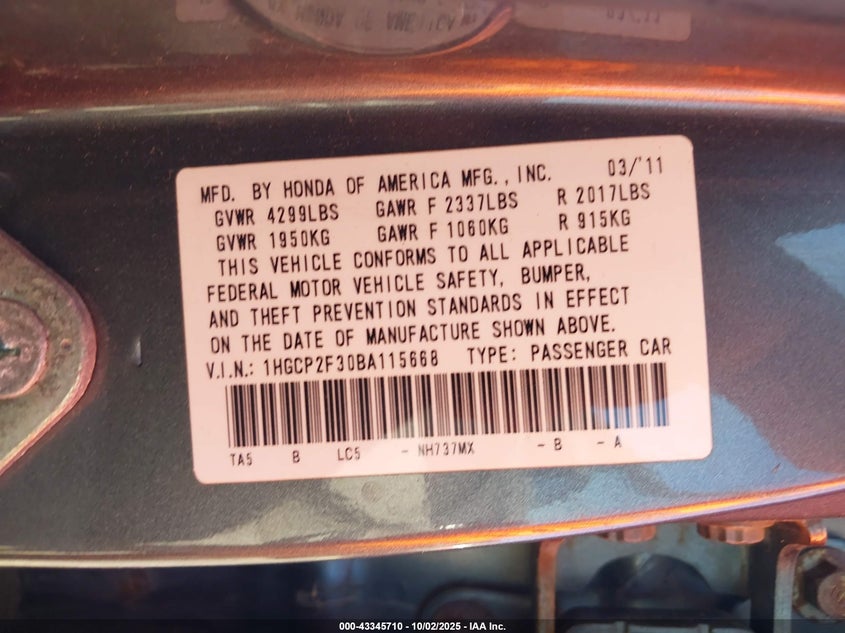 MFD. BY HONDA OF AMERICA MFG., INC. 03/'11
GVWR 4299LBS GAWR F 2337LBS R 2017LBS
GVWR 1950KG GAWR F 1060KG R 915KG
THIS VEHICLE CONFORMS TO ALL APPLICABLE
FEDERAL MOTOR VEHICLE SAFETY, BUMPER,
AND THEFT PREVENTION STANDARDS IN EFFECT
ON THE DATE OF MANUFACTURE SHOWN ABOVE.
V.I.N.: 1HGCP2F30BA115668 TYPE: PASSENGER CAR
TA5 B LC5 - NH737MX - B - A
000-43345710 - 10/02/2025 - IAA Inc.